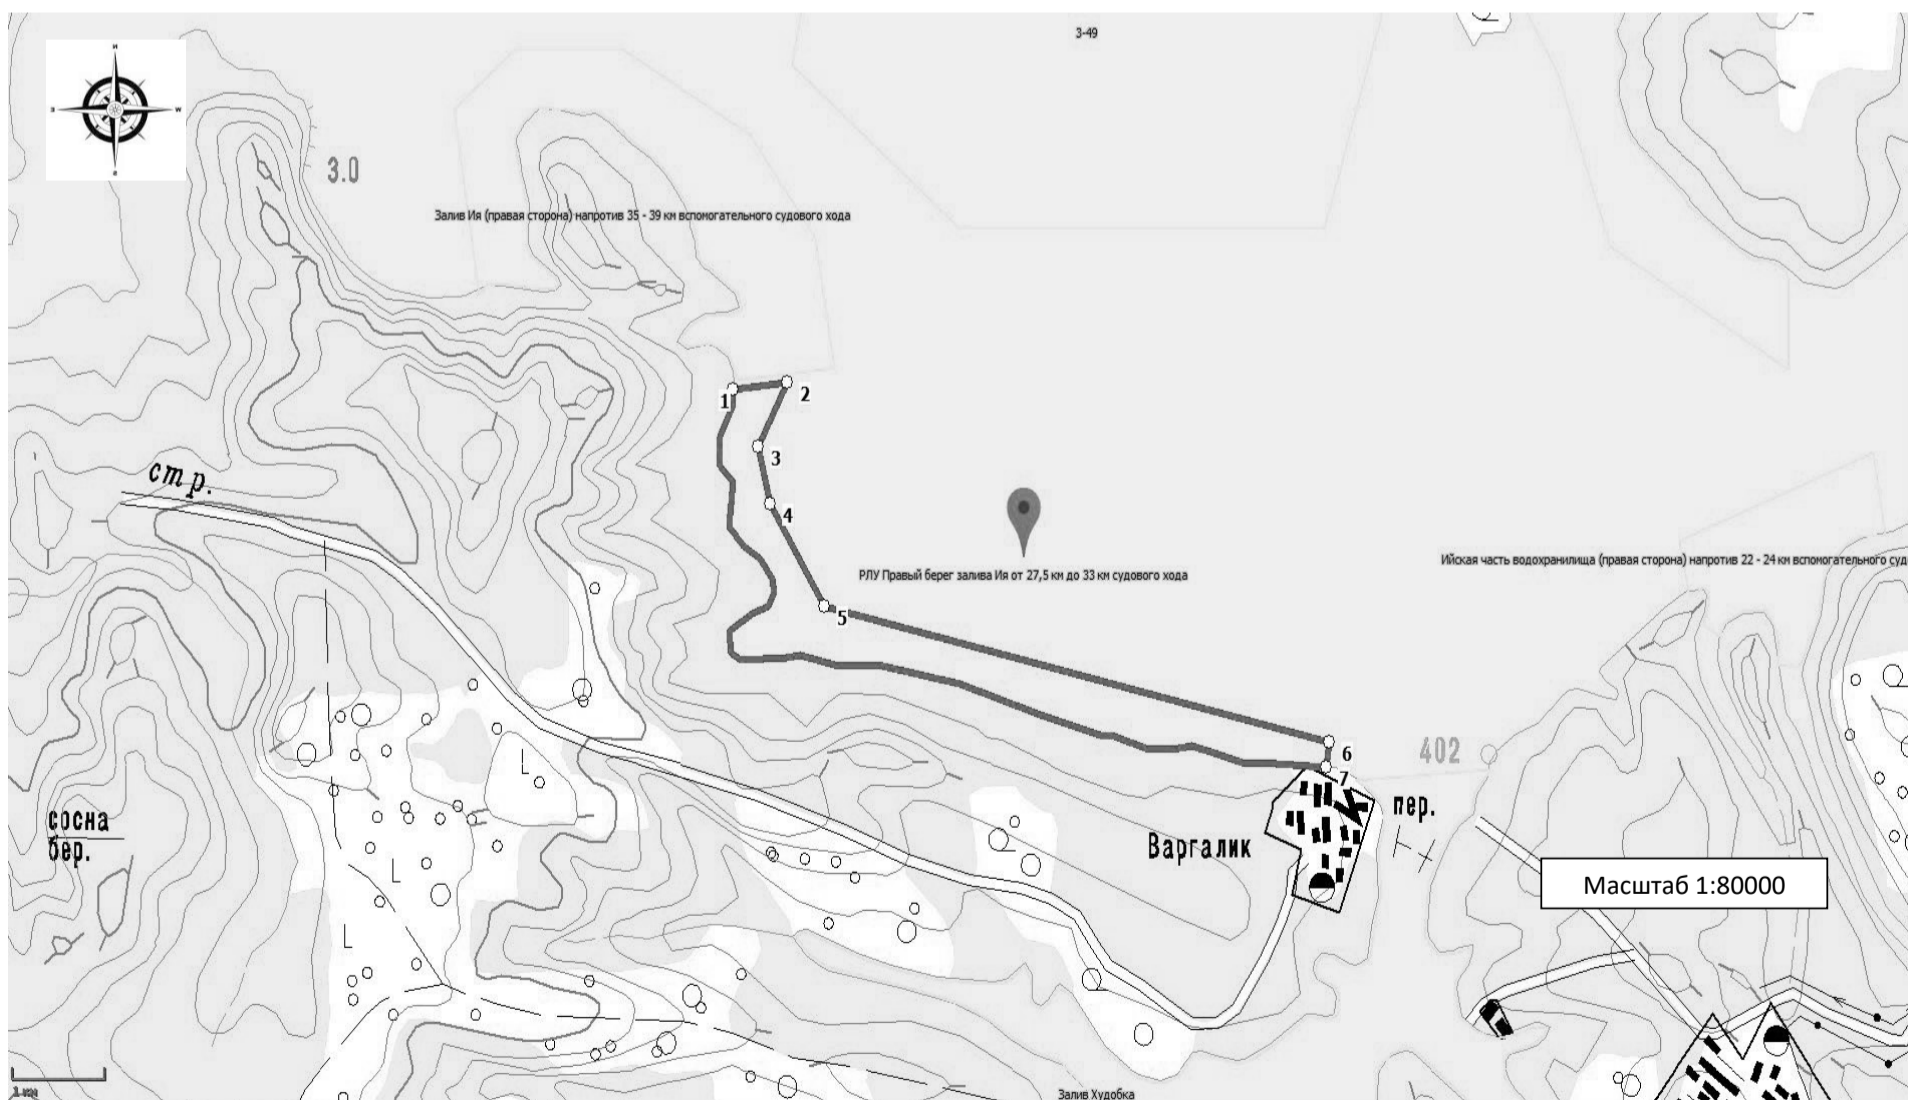 3-49
3.0
Залив Ия (правая сторона) напротив 35 - 39 км вспомогательного судового хода
1
2
3
стр.
4
РЛУ Правый берег залива Ия от 27,5 км до 33 км судового хода
Ийская часть водохранилища (правая сторона) напротив 22 - 24 км вспомогательного суд
5
6
402
7
пер.
сосна
бер.
Варгалик
L
L
L
Масштаб 1:80000
1 км
Залив Худобка